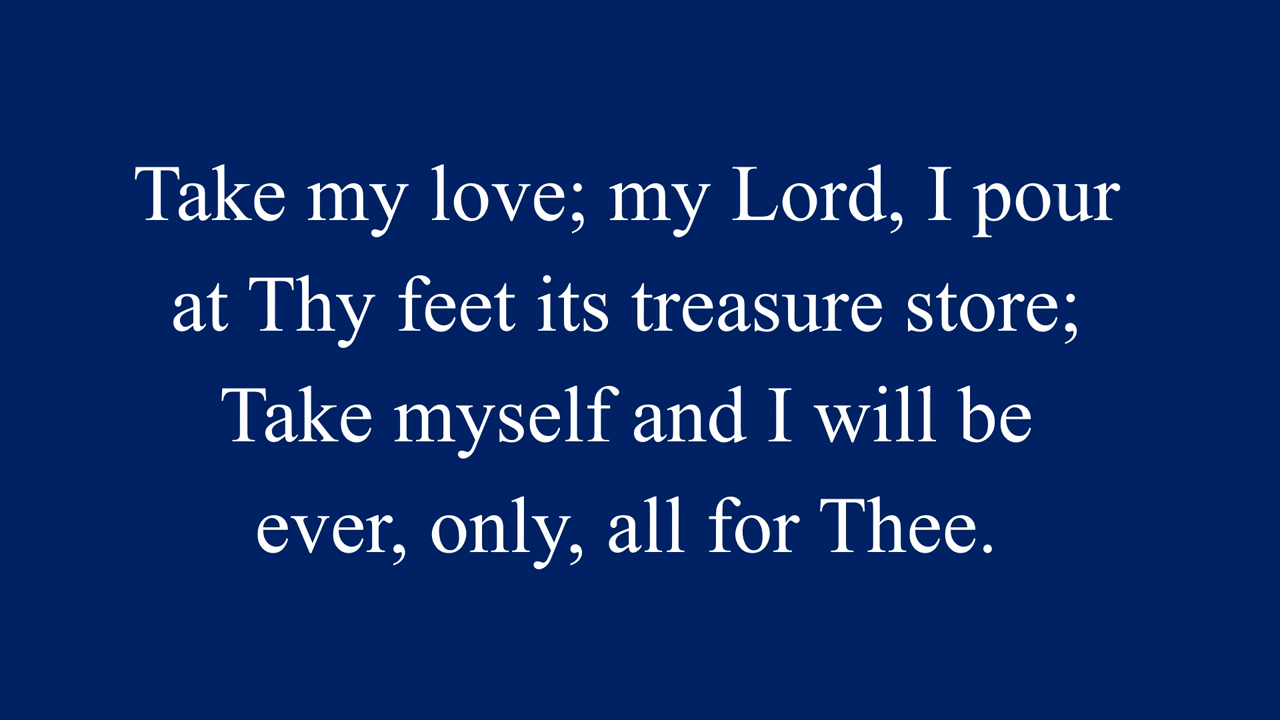 Take my love; my Lord, I pour
at Thy feet its treasure store;
Take myself and I will be
ever, only, all for Thee.